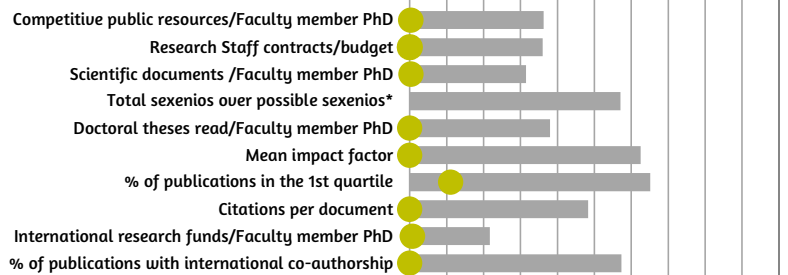 Competitive public resources/Faculty member PhD
Research Staff contracts/budget
Scientific documents /Faculty member PhD
Total sexenios over possible sexenios*
Doctoral theses read/Faculty member PhD
Mean impact factor
% of publications in the 1st quartile
Citations per document
International research funds/Faculty member PhD
% of publications with international co-authorship